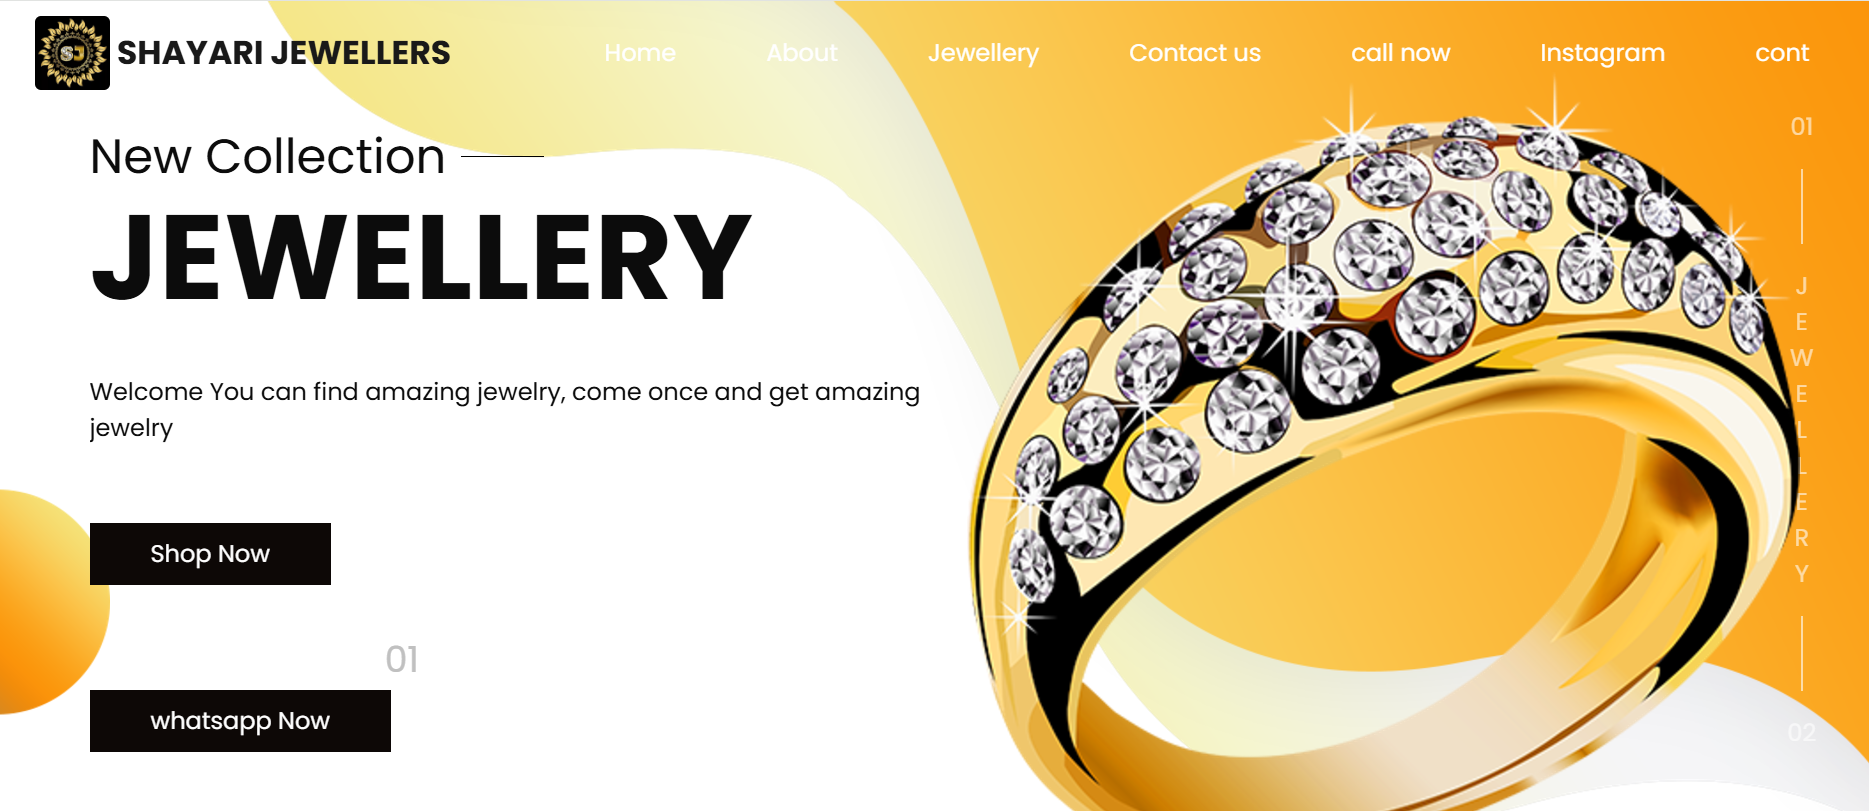 SJ
SHAYARI JEWELLERS
Home About Jewellery Contact us call now Instagram cont
New Collection
JEWELLERY
Welcome You can find amazing jewelry, come once and get amazing
jewelry
Shop Now
01
whatsapp Now
01
JEWELLERY
02